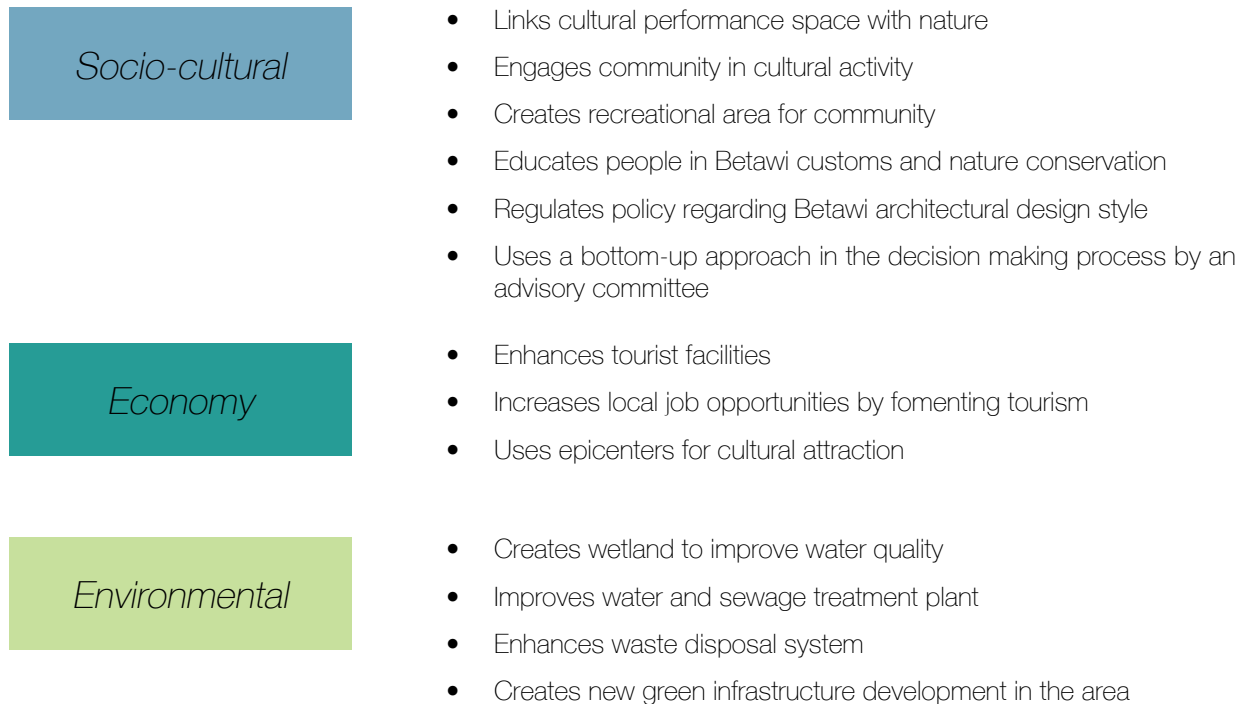 Socio-cultural
• Links cultural performance space with nature
• Engages community in cultural activity
• Creates recreational area for community
• Educates people in Betawi customs and nature conservation
• Regulates policy regarding Betawi architectural design style
• Uses a bottom-up approach in the decision making process by an
advisory committee
Economy
• Enhances tourist facilities
• Increases local job opportunities by fomenting tourism
• Uses epicenters for cultural attraction
Environmental
• Creates wetland to improve water quality
• Improves water and sewage treatment plant
• Enhances waste disposal system
• Creates new green infrastructure development in the area